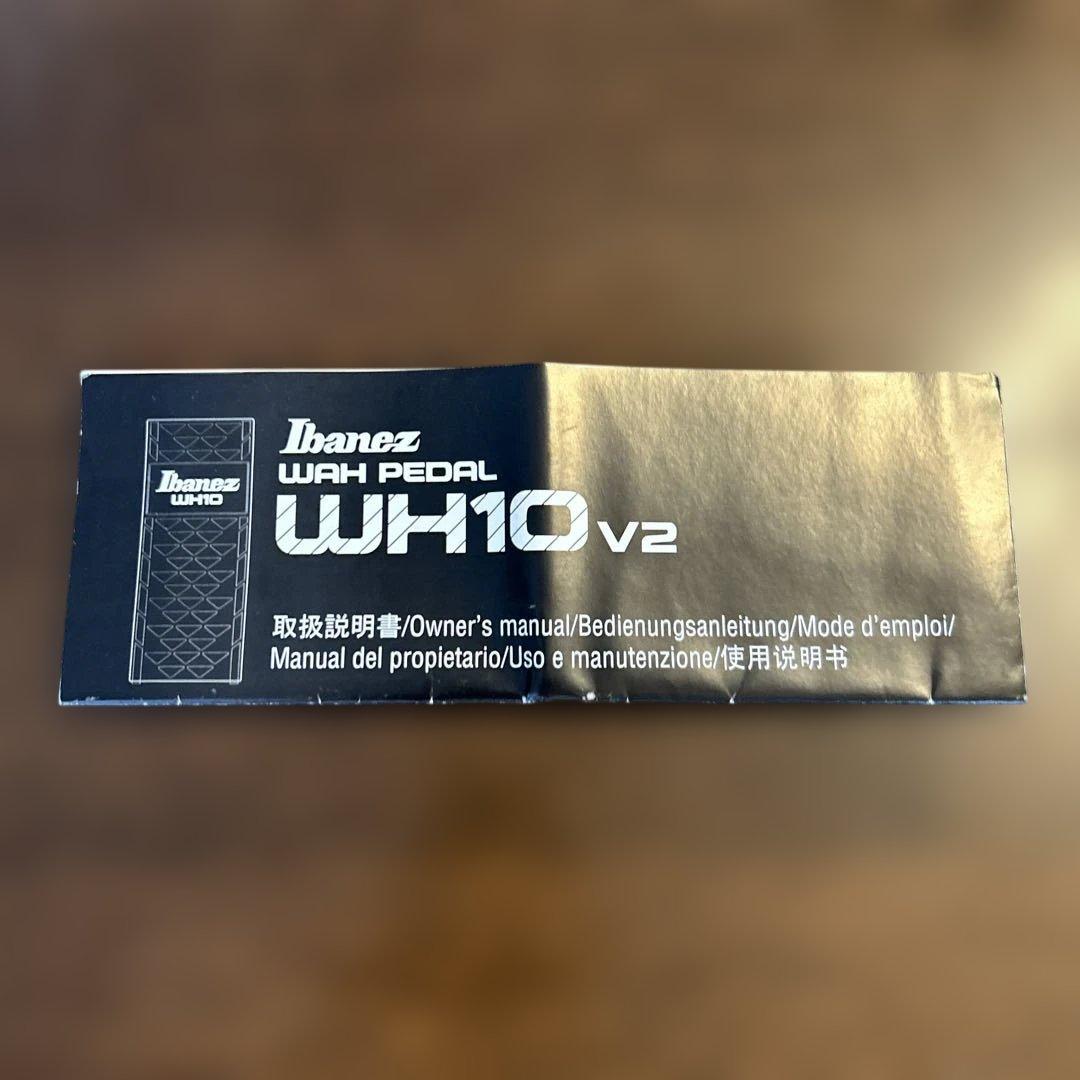 Ibanez
WH10
Ibanez
WAH PEDAL
WH10 V2
取扱説明書/Owner's manual/Bedienungsanleitung/Mode d'emploi/
Manual del propietario/Uso e manutenzione/使用说明书